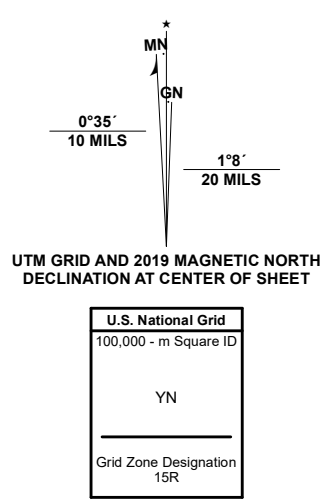 ★
MN
GN
0°35´
10 MILS
1°8´
20 MILS
UTM GRID AND 2019 MAGNETIC NORTH
DECLINATION AT CENTER OF SHEET
U.S. National Grid
100,000 - m Square ID
YN
Grid Zone Designation
15R